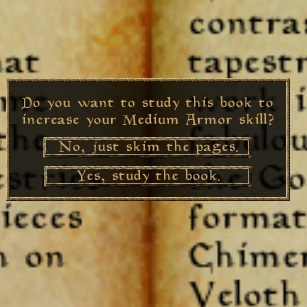 contra
at
tapestr
Do you want to study this book to
increase your Medium Armor skill?
No, just skim the pages.
Yes, study the book.
ieces
format
n on
Chimer
Veloth